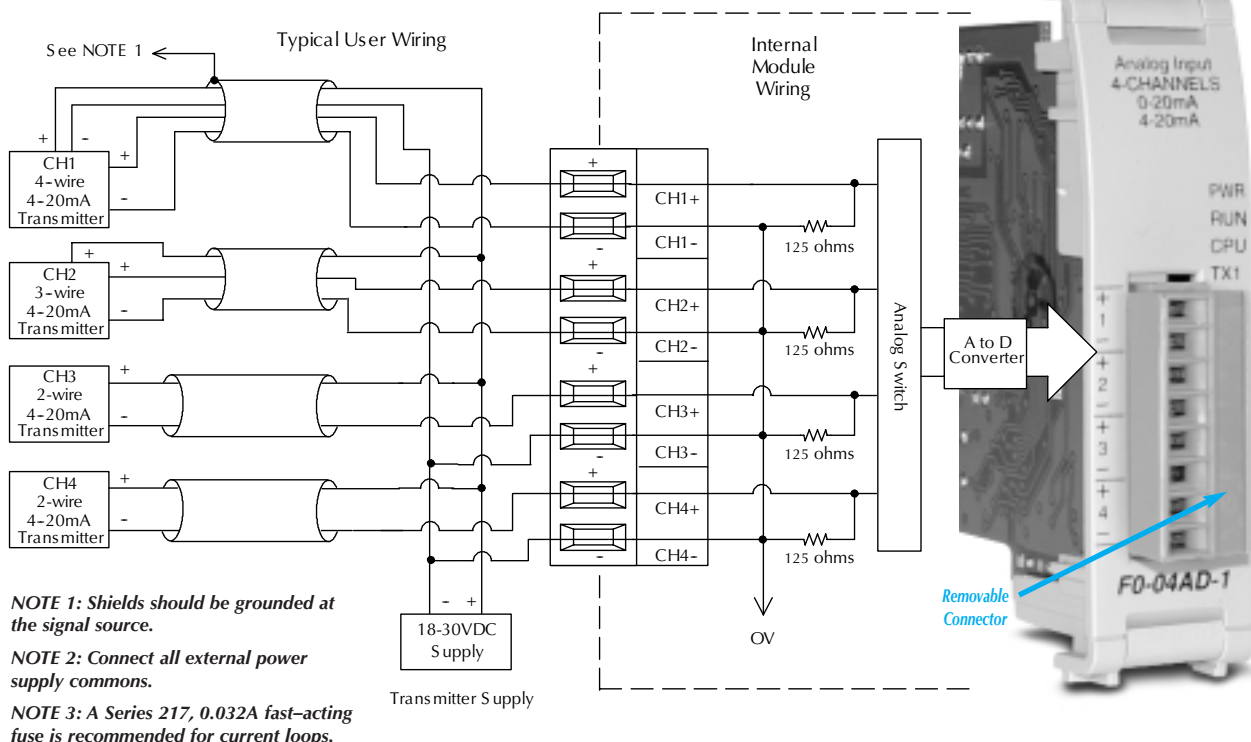 Typical User Wiring
See NOTE 1
Internal
Module
Wiring
Analog Input
4-CHANNELS
0-20mA
4-20mA
PWR
RUN
CPU
TX1
+ - +
-
CH1
4-wire
4-20mA
Transmitter
+ +
-
CH2
3-wire
4-20mA
Transmitter
+
-
CH3
2-wire
4-20mA
Transmitter
+
-
CH4
2-wire
4-20mA
Transmitter
+
CH1+
-
CH1-
125 ohms
+
CH2+
-
CH2-
125 ohms
+
CH3+
-
CH3-
125 ohms
+
CH4+
-
CH4-
125 ohms
Analog Switch
A to D
Converter
+
1
-
+
2
-
+
3
-
+
4
-
F0-04AD-1
Removable
Connector
0V
- +
18-30VDC
Supply
Transmitter Supply
NOTE 1: Shields should be grounded at
the signal source.
NOTE 2: Connect all external power
supply commons.
NOTE 3: A Series 217, 0.032A fast–acting
fuse is recommended for current loops.